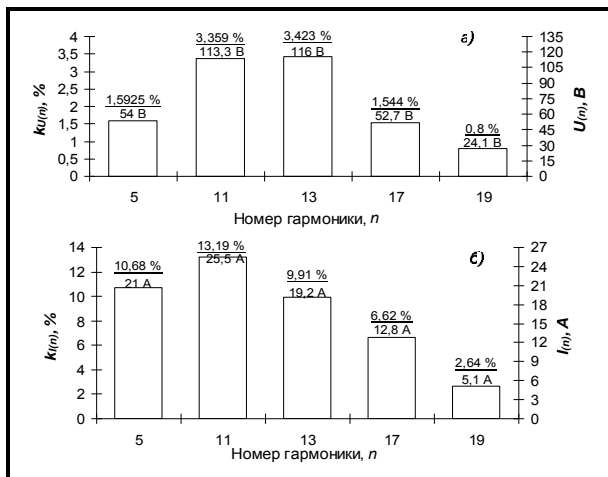 а)
4
3,5
3
2,5
2
1,5
1
0,5
0
kU(n), %
1,5925 %
54 В
3,359 %
113,3 В
3,423 %
116 В
1,544 %
52,7 В
0,8 %
24,1 В
135
120
105
90
75
60
45
30
15
0
U(n), В
5 11 13 17 19
Номер гармоники, n
б)
14
12
10
8
6
4
2
0
kI(n), %
10,68 %
21 А
13,19 %
25,5 А
9,91 %
19,2 А
6,62 %
12,8 А
2,64 %
5,1 А
27
24
21
18
15
12
9
6
3
0
I(n), А
5 11 13 17 19
Номер гармоники, n